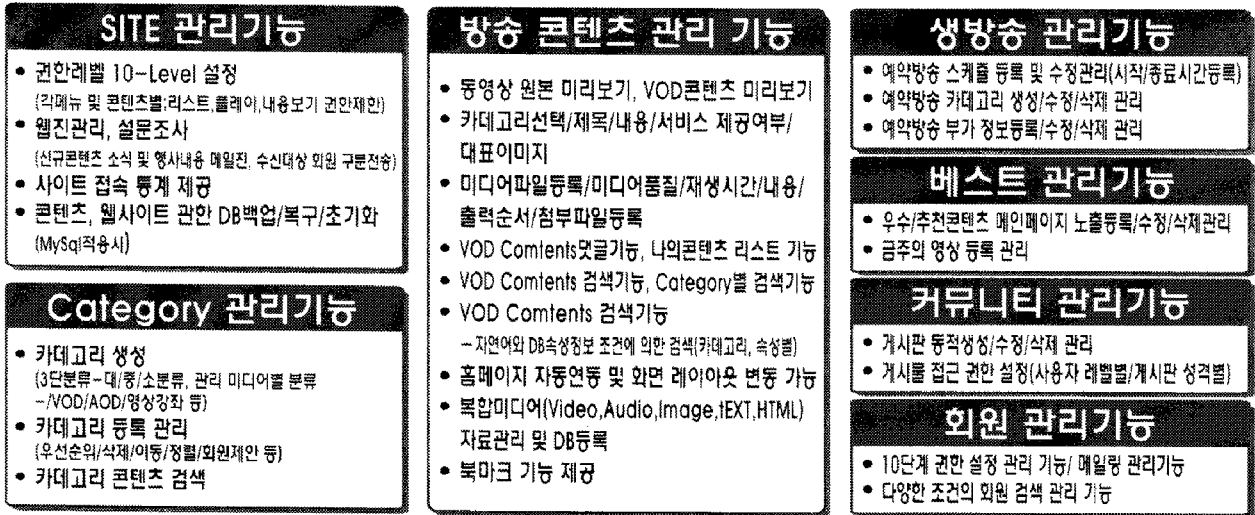 SITE 관리기능
• 권한레벨 10-Level 설정
(각메뉴 및 콘텐츠별:리스트,플레이,내용보기 권한제한)
• 웹진관리, 설문조사
(신규콘텐츠 소식 및 행사내용 메일진, 수신대상 회원 구분전송)
• 사이트 접속 통계 제공
• 콘텐츠, 웹사이트 관한 DB백업/복구/초기화
(MySql적용시)
Category 관리기능
• 카데고리 생성
(3단분류-대/중/소분류, 관리 미디어별 분류
-/VOD/AOD/영상강좌 등)
• 카데고리 등록 관리
(우선순위/삭제/이동/정렬/회원제안 등)
• 카데고리 콘텐츠 검색
방송 콘텐츠 관리 기능
• 동영상 원본 미리보기, VOD콘텐츠 미리보기
• 카데고리선택/제목/내용/서비스 제공여부/
대표이미지
• 미디어파일등록/미디어품질/재생시간/내용/
출력순서/첨부파일등록
• VOD Comtents댓글기능, 나의콘텐츠 리스트 기능
• VOD Comtents 검색기능, Category별 검색기능
• VOD Comtents 검색기능
- 자연어와 DB속성정보 조건에 의한 검색(카데고리, 속성별)
• 홈페이지 자동연동 및 화면 레이아웃 변동 가능
• 복합미디어(Video,Audio,Image,tEXT,HTML)
자료관리 및 DB등록
• 북마크 기능 제공
생방송 관리기능
• 예약방송 스케쥴 등록 및 수정관리(시작/종료시간등록)
• 예약방송 카데고리 생성/수정/삭제 관리
• 예약방송 부가 정보등록/수정/삭제 관리
베스트 관리기능
• 우수/추천콘텐츠 메인페이지 노출등록/수정/삭제관리
• 금주의 영상 등록 관리
커뮤니티 관리기능
• 게시판 동적생성/수정/삭제 관리
• 게시물 접근 권한 설정(사용자 레벨별/게시판 성격별)
회원 관리기능
• 10단계 권한 설정 관리 기능/ 메일링 관리기능
• 다양한 조건의 회원 검색 관리 기능